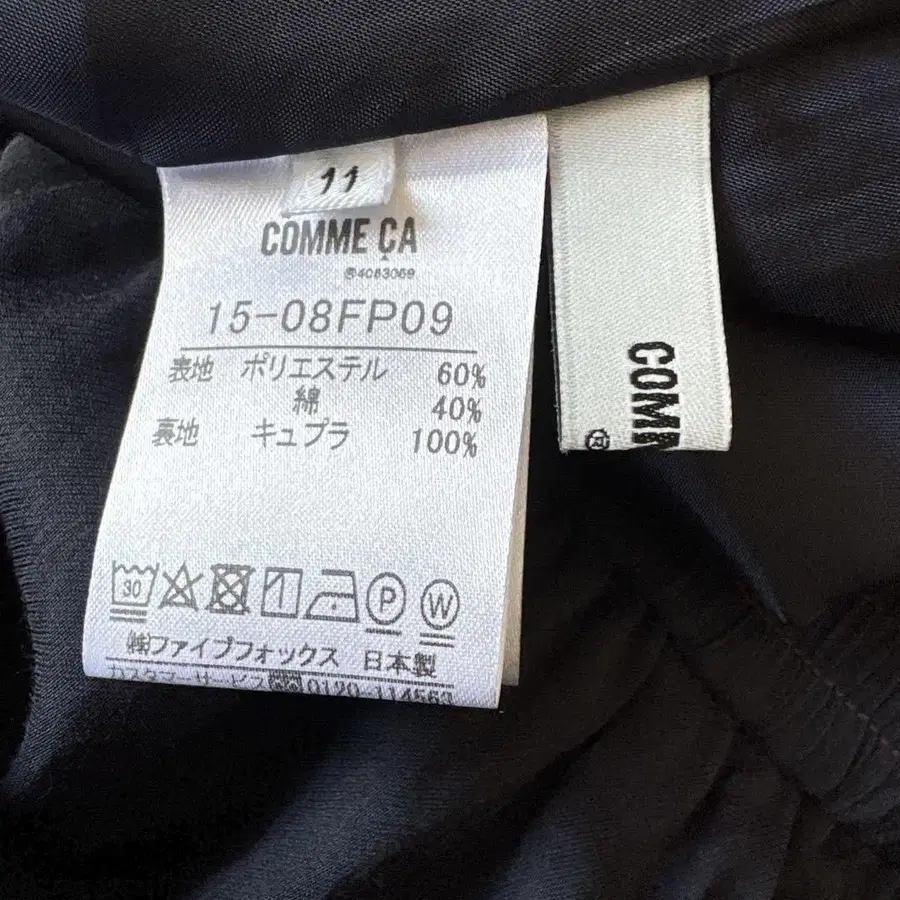 11
COMME ÇA
Ⓢ4083069
15-08FP09
表地 ポリエステル 60%
綿 40%
裏地 キュプラ 100%
30
P
W
㈱ファイブフォックス 日本製
カスタマーサービス 0120-114563
COMM
®